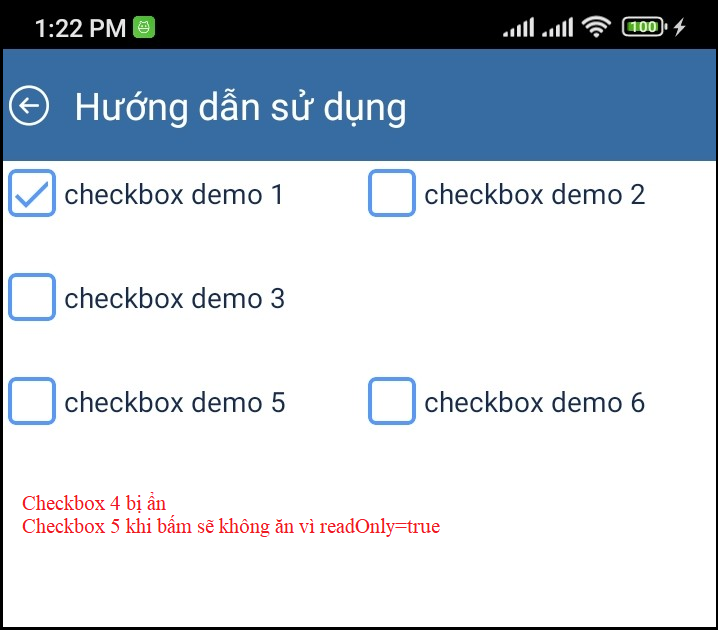 1:22 PM
100
Hướng dẫn sử dụng
checkbox demo 1
checkbox demo 2
checkbox demo 3
checkbox demo 5
checkbox demo 6
Checkbox 4 bị ẩn
Checkbox 5 khi bấm sẽ không ăn vì readOnly=true